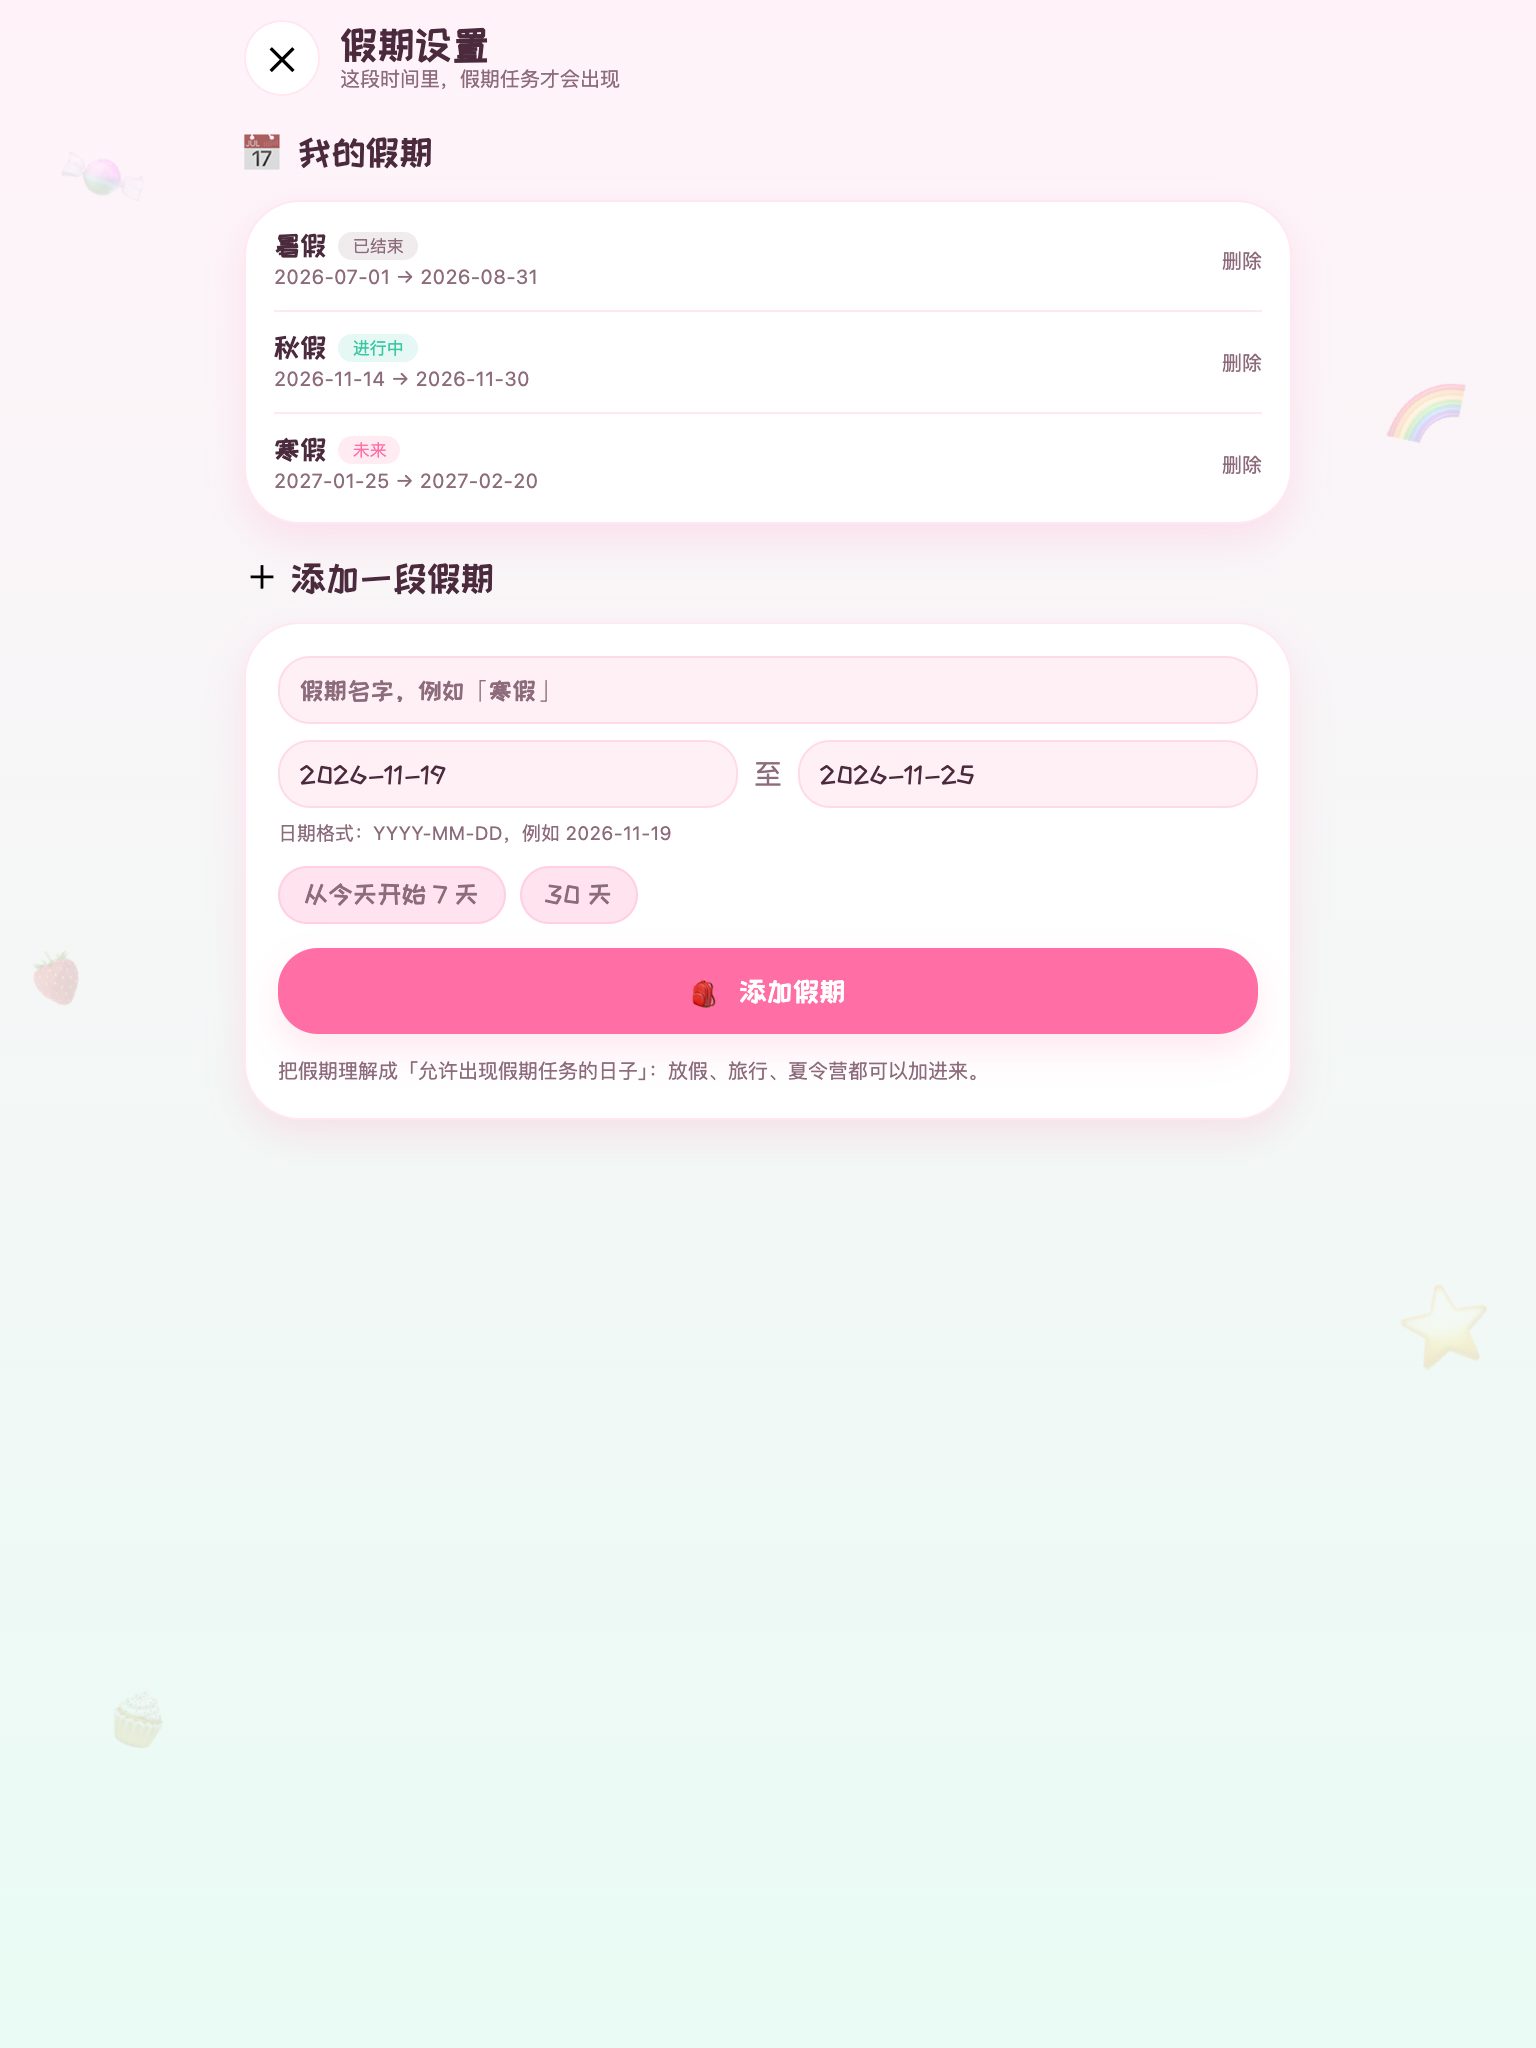 假期设置
这段时间里，假期任务才会出现
JUL 17 我的假期
暑假 已结束
2026-07-01 → 2026-08-31
删除
秋假 进行中
2026-11-14 → 2026-11-30
删除
寒假 未来
2027-01-25 → 2027-02-20
删除
+ 添加一段假期
假期名字，例如「寒假」
2026-11-19 至 2026-11-25
日期格式：YYYY-MM-DD，例如 2026-11-19
从今天开始 7 天 30 天
添加假期
把假期理解成「允许出现假期任务的日子」：放假、旅行、夏令营都可以加进来。